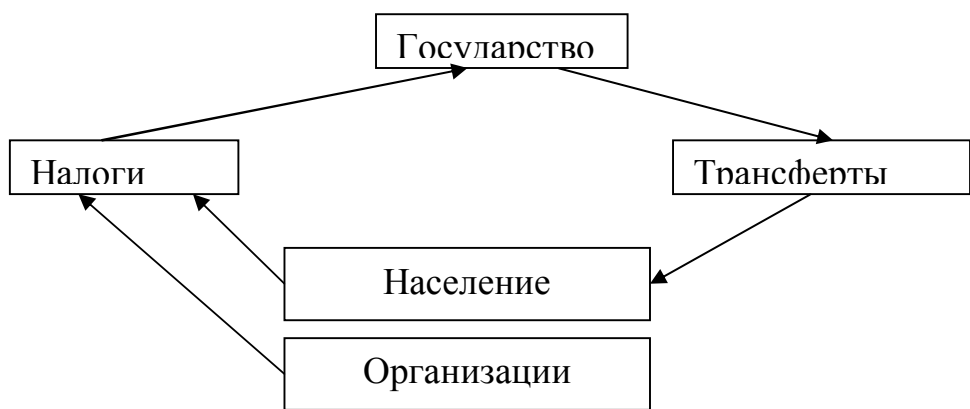 Государство
Налоги
Трансферты
Население
Организации